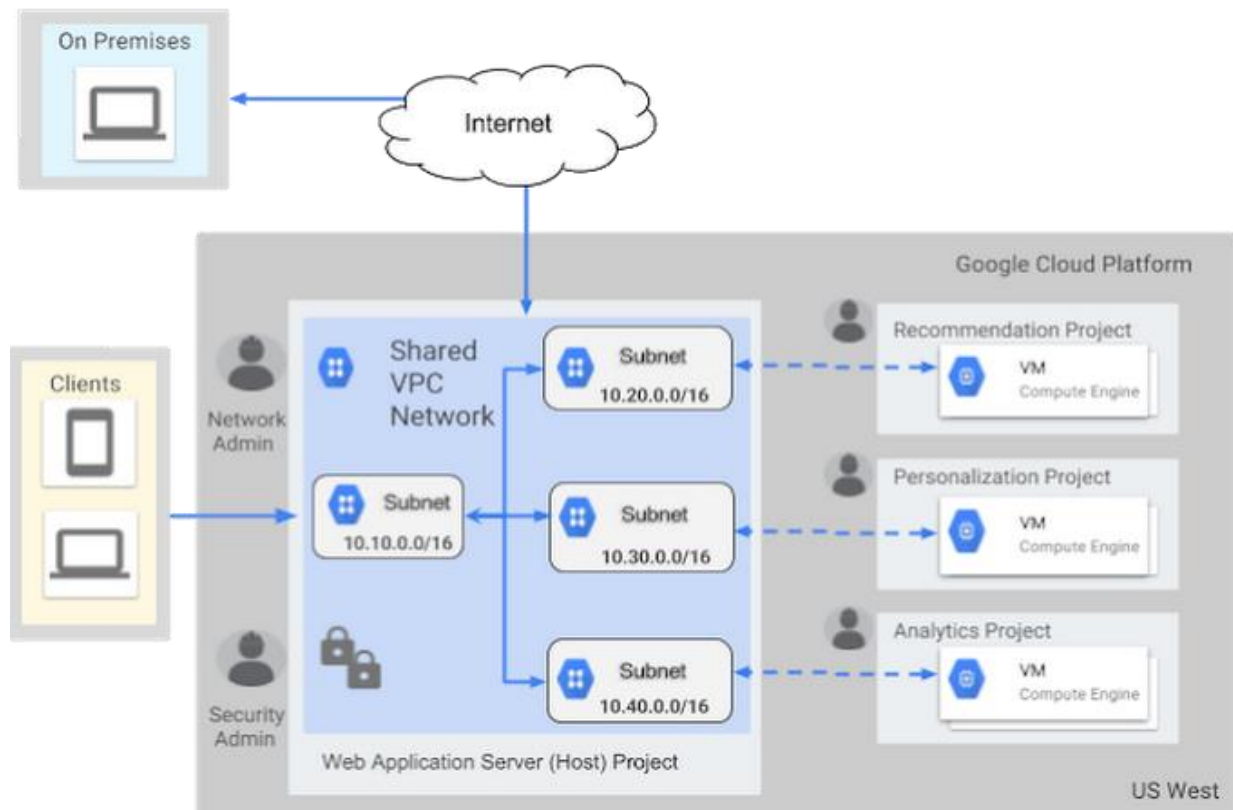 On Premises
Internet
Google Cloud Platform
Clients
Network
Admin
Security
Admin
Shared
VPC
Network
Subnet
10.10.0.0/16
Subnet
10.20.0.0/16
Subnet
10.30.0.0/16
Subnet
10.40.0.0/16
Web Application Server (Host) Project
Recommendation Project
VM
Compute Engine
Personalization Project
VM
Compute Engine
Analytics Project
VM
Compute Engine
US West